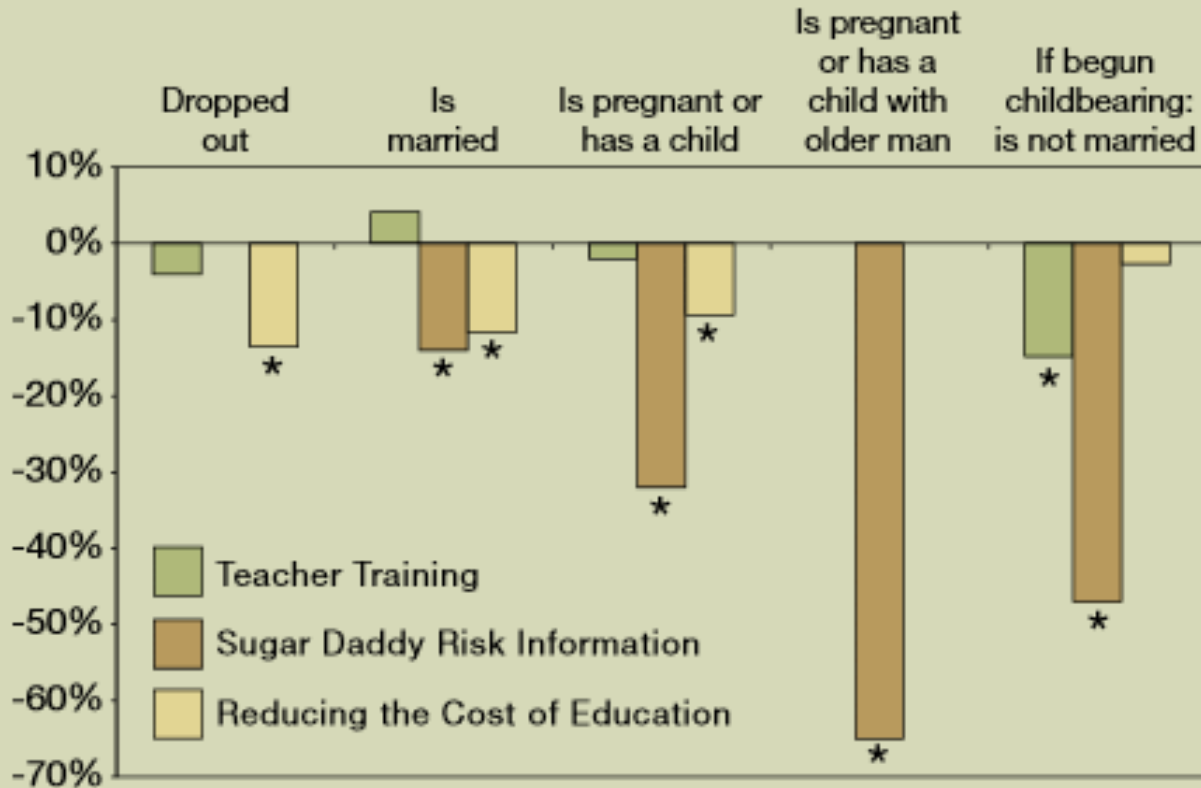 Dropped
out
Is
married
Is pregnant or
has a child
Is pregnant
or has a
child with
older man
If begun
childbearing:
is not married
10%
0%
-10%
-20%
-30%
-40%
-50%
-60%
-70%
*
*
*
*
*
*
*
*
Teacher Training
Sugar Daddy Risk Information
Reducing the Cost of Education